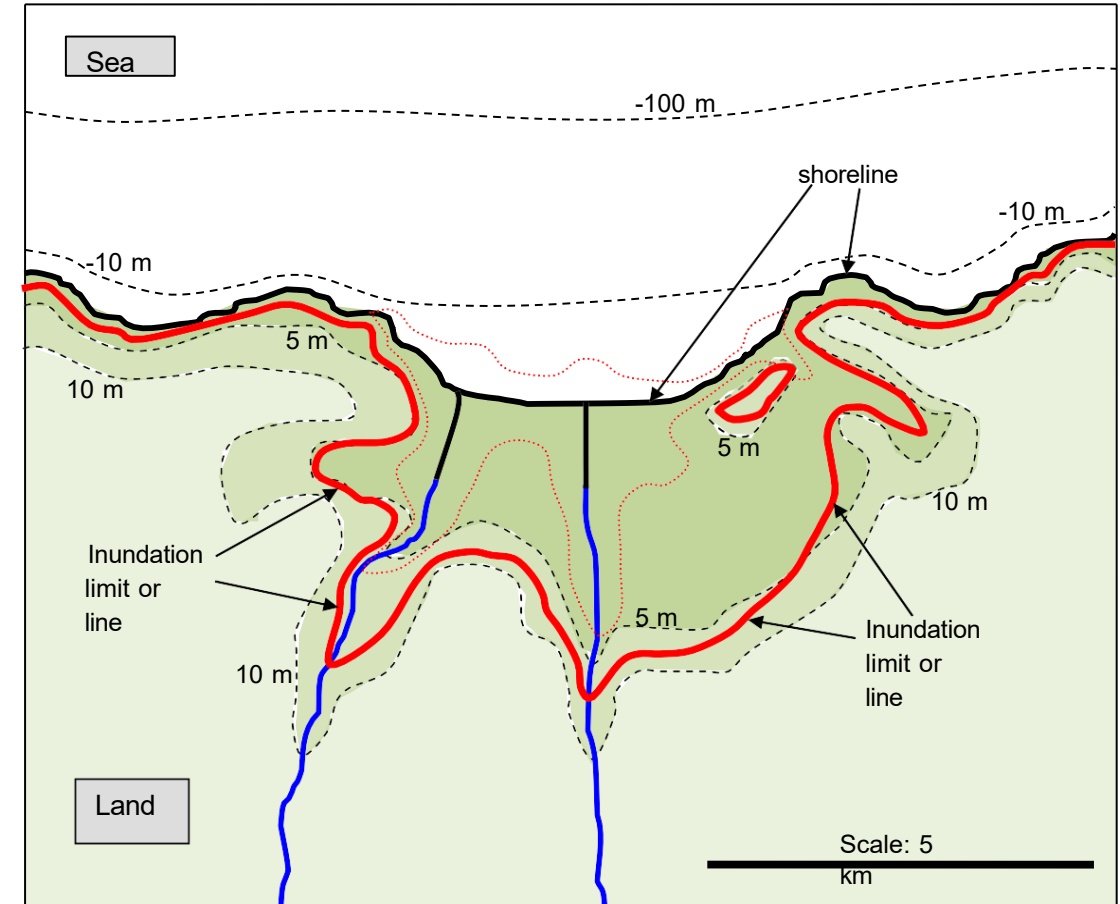 Sea
-100 m
shoreline
-10 m
-10 m
5 m
10 m
5 m
10 m
Inundation
limit or
line
5 m
Inundation
limit or
line
10 m
Land
Scale: 5
km